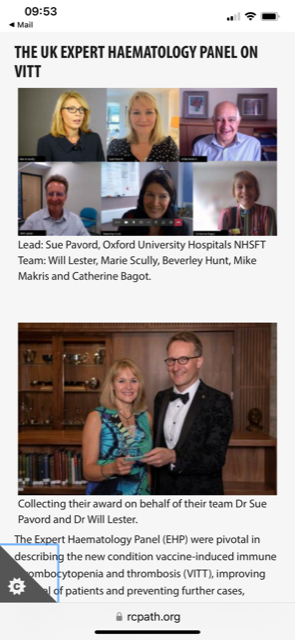 09:53
◀ Mail
THE UK EXPERT HAEMATOLOGY PANEL ON
VITT
Lead: Sue Pavord, Oxford University Hospitals NHSFT
Team: Will Lester, Marie Scully, Beverley Hunt, Mike
Makris and Catherine Bagot.
Collecting their award on behalf of their team Dr Sue
Pavord and Dr Will Lester.
The Expert Haematology Panel (EHP) were pivotal in
describing the new condition vaccine-induced immune
thrombocytopenia and thrombosis (VITT), improving
of patients and preventing further cases,
rcpath.org